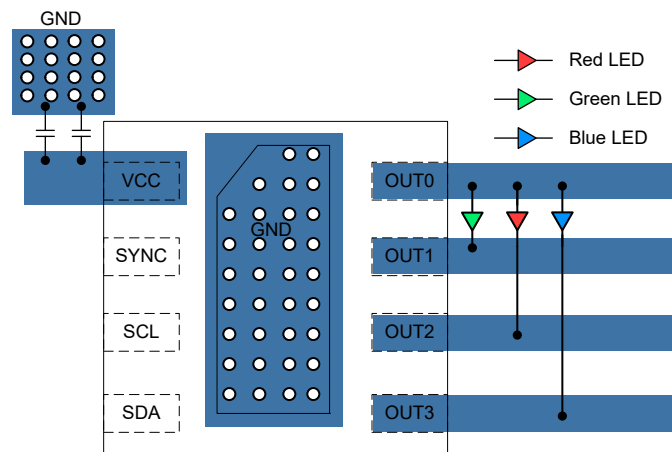 GND
Red LED
Green LED
Blue LED
VCC
OUT0
GND
SYNC
OUT1
SCL
OUT2
SDA
OUT3